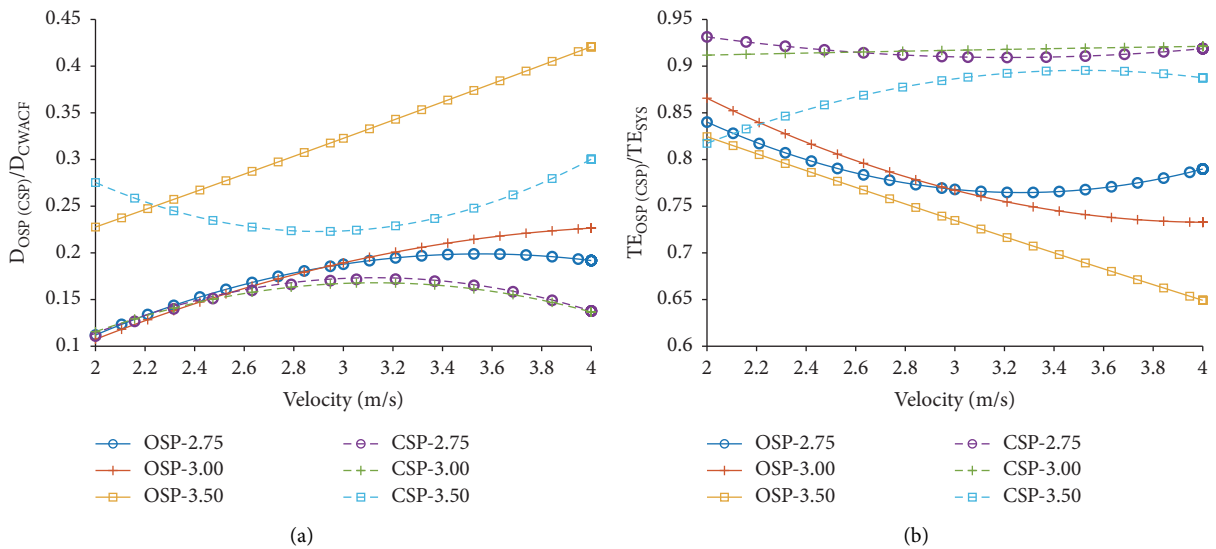 0.45
0.4
0.35
0.3
0.25
0.2
0.15
0.1
D_OSP (CSP)/D_CWACF
2 2.2 2.4 2.6 2.8 3 3.2 3.4 3.6 3.8 4
Velocity (m/s)
OSP-2.75 CSP-2.75
OSP-3.00 CSP-3.00
OSP-3.50 CSP-3.50
(a)
0.95
0.9
0.85
0.8
0.75
0.7
0.65
0.6
TE_OSP (CSP)/TE_SYS
2 2.2 2.4 2.6 2.8 3 3.2 3.4 3.6 3.8 4
Velocity (m/s)
OSP-2.75 CSP-2.75
OSP-3.00 CSP-3.00
OSP-3.50 CSP-3.50
(b)